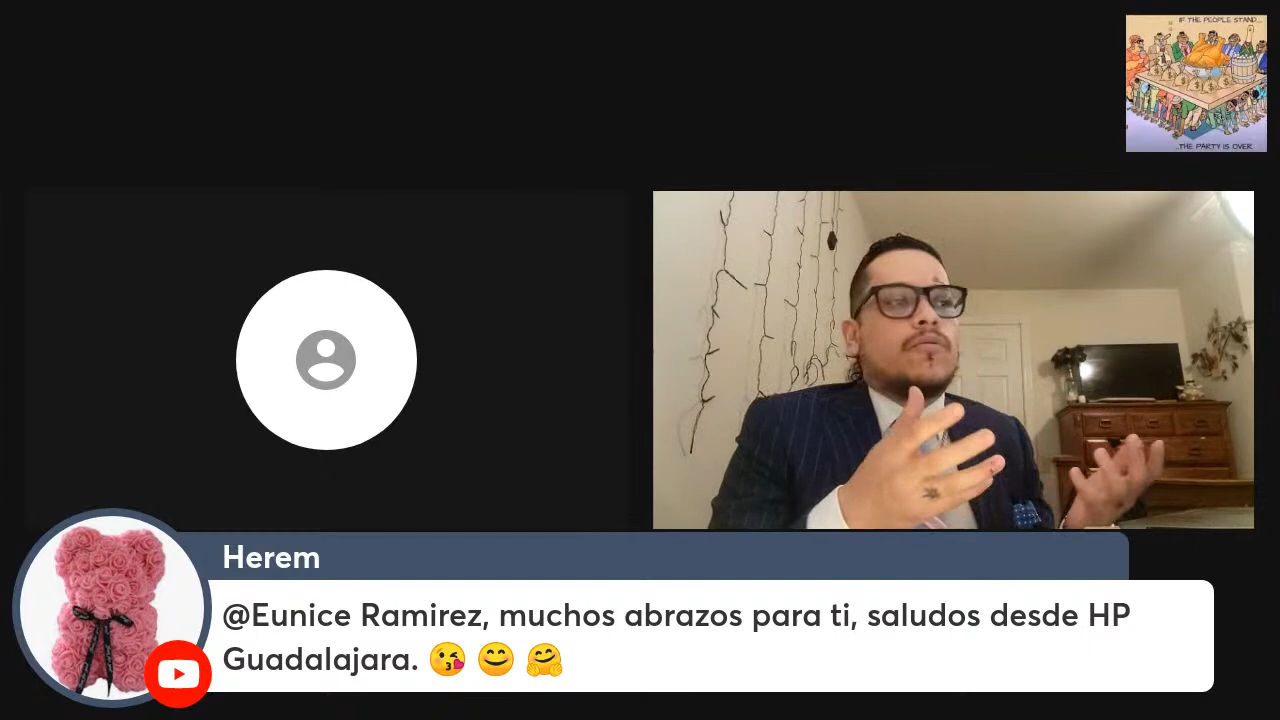 IF THE PEOPLE STAND...
...THE PARTY IS OVER
Herem
@Eunice Ramirez, muchos abrazos para ti, saludos desde HP
Guadalajara. 😘 😊 🤗